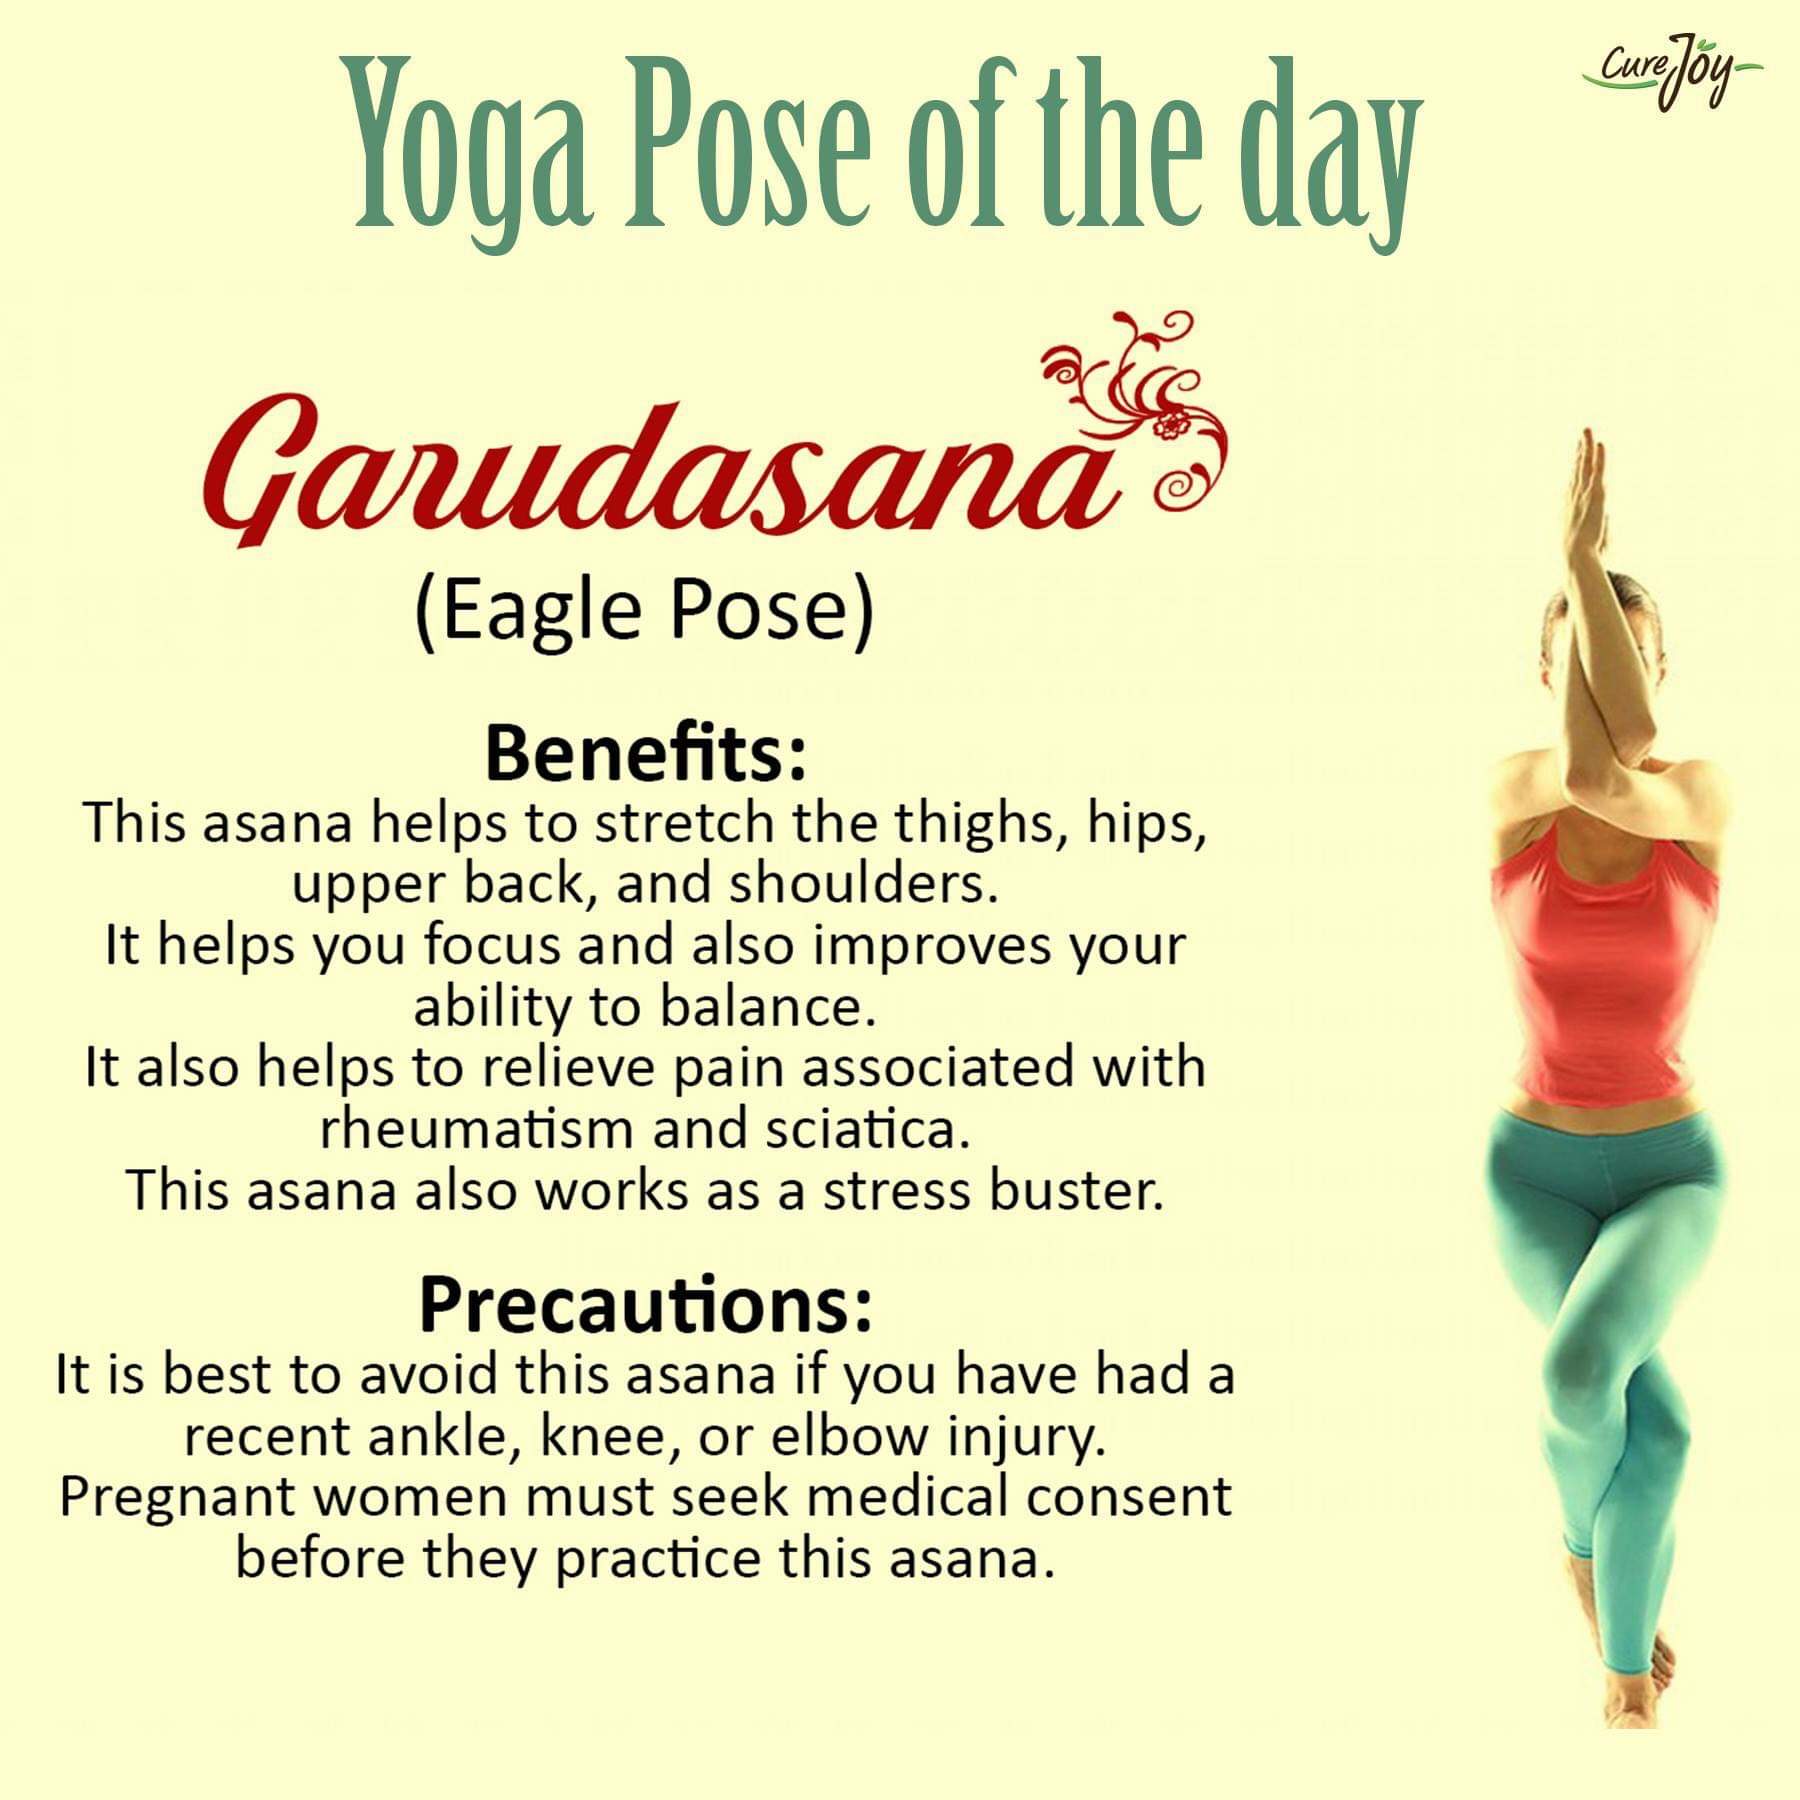 CureJoy
Yoga Pose of the day
Garudasana
(Eagle Pose)
Benefits:
This asana helps to stretch the thighs, hips,
upper back, and shoulders.
It helps you focus and also improves your
ability to balance.
It also helps to relieve pain associated with
rheumatism and sciatica.
This asana also works as a stress buster.
Precautions:
It is best to avoid this asana if you have had a
recent ankle, knee, or elbow injury.
Pregnant women must seek medical consent
before they practice this asana.